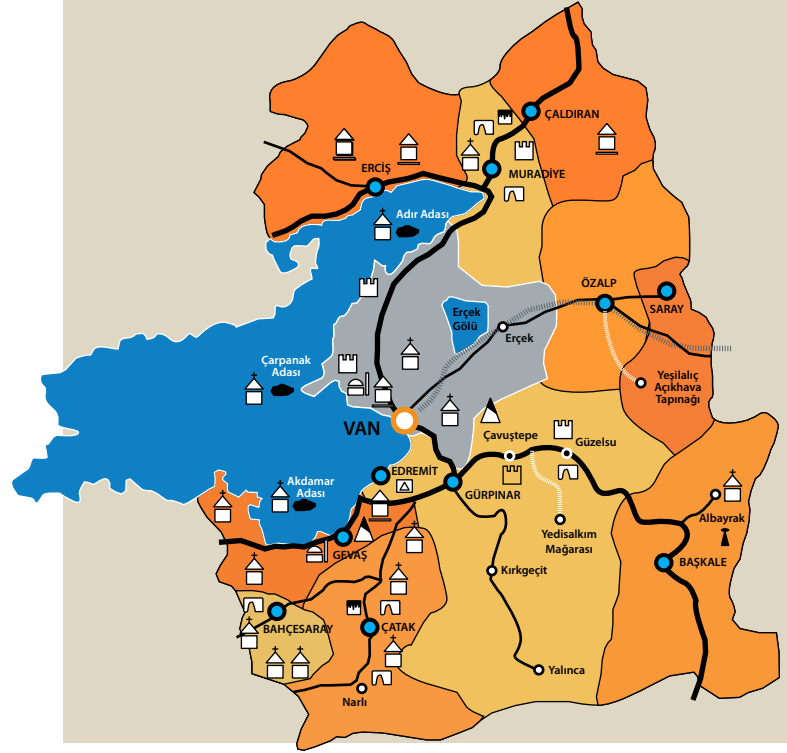 ÇALDIRAN
ERCİŞ
MURADİYE
Adır Adası
ÖZALP
SARAY
Erçek
Gölü
Erçek
Çarpanak
Adası
Yeşilalıç
Açıkhava
Tapınağı
VAN
Çavuştepe
Güzelsu
EDREMIT
GÜRPINAR
Akdamar
Adası
Albayrak
Yedisalkım
Mağarası
GEVAŞ
BAŞKALE
Kırkgeçit
BAHÇESARAY
ÇATAK
Yalınca
Narlı